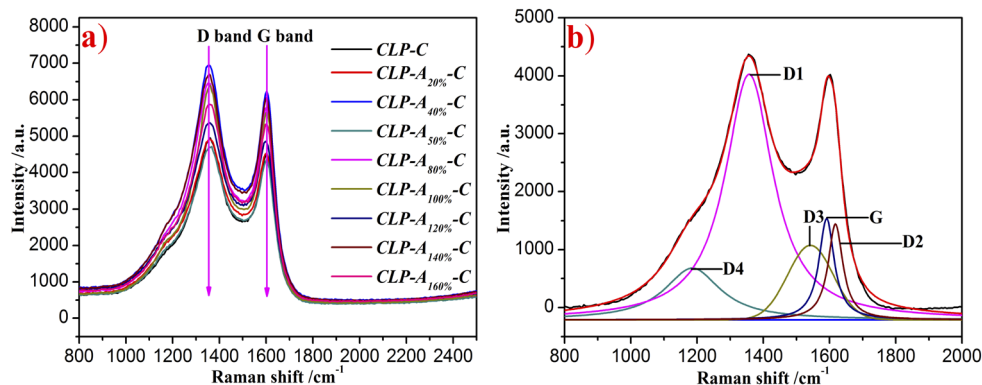 a)
D band G band
CLP-C
CLP-A20%-C
CLP-A40%-C
CLP-A50%-C
CLP-A80%-C
CLP-A100%-C
CLP-A120%-C
CLP-A140%-C
CLP-A160%-C
8000
7000
6000
5000
4000
3000
2000
1000
0
Intensity /a.u.
800 1000 1200 1400 1600 1800 2000 2200 2400
Raman shift /cm-1
b)
D1
D3
G
D2
D4
5000
4000
3000
2000
1000
0
Intensity /a.u.
800 1000 1200 1400 1600 1800 2000
Raman shift /cm-1